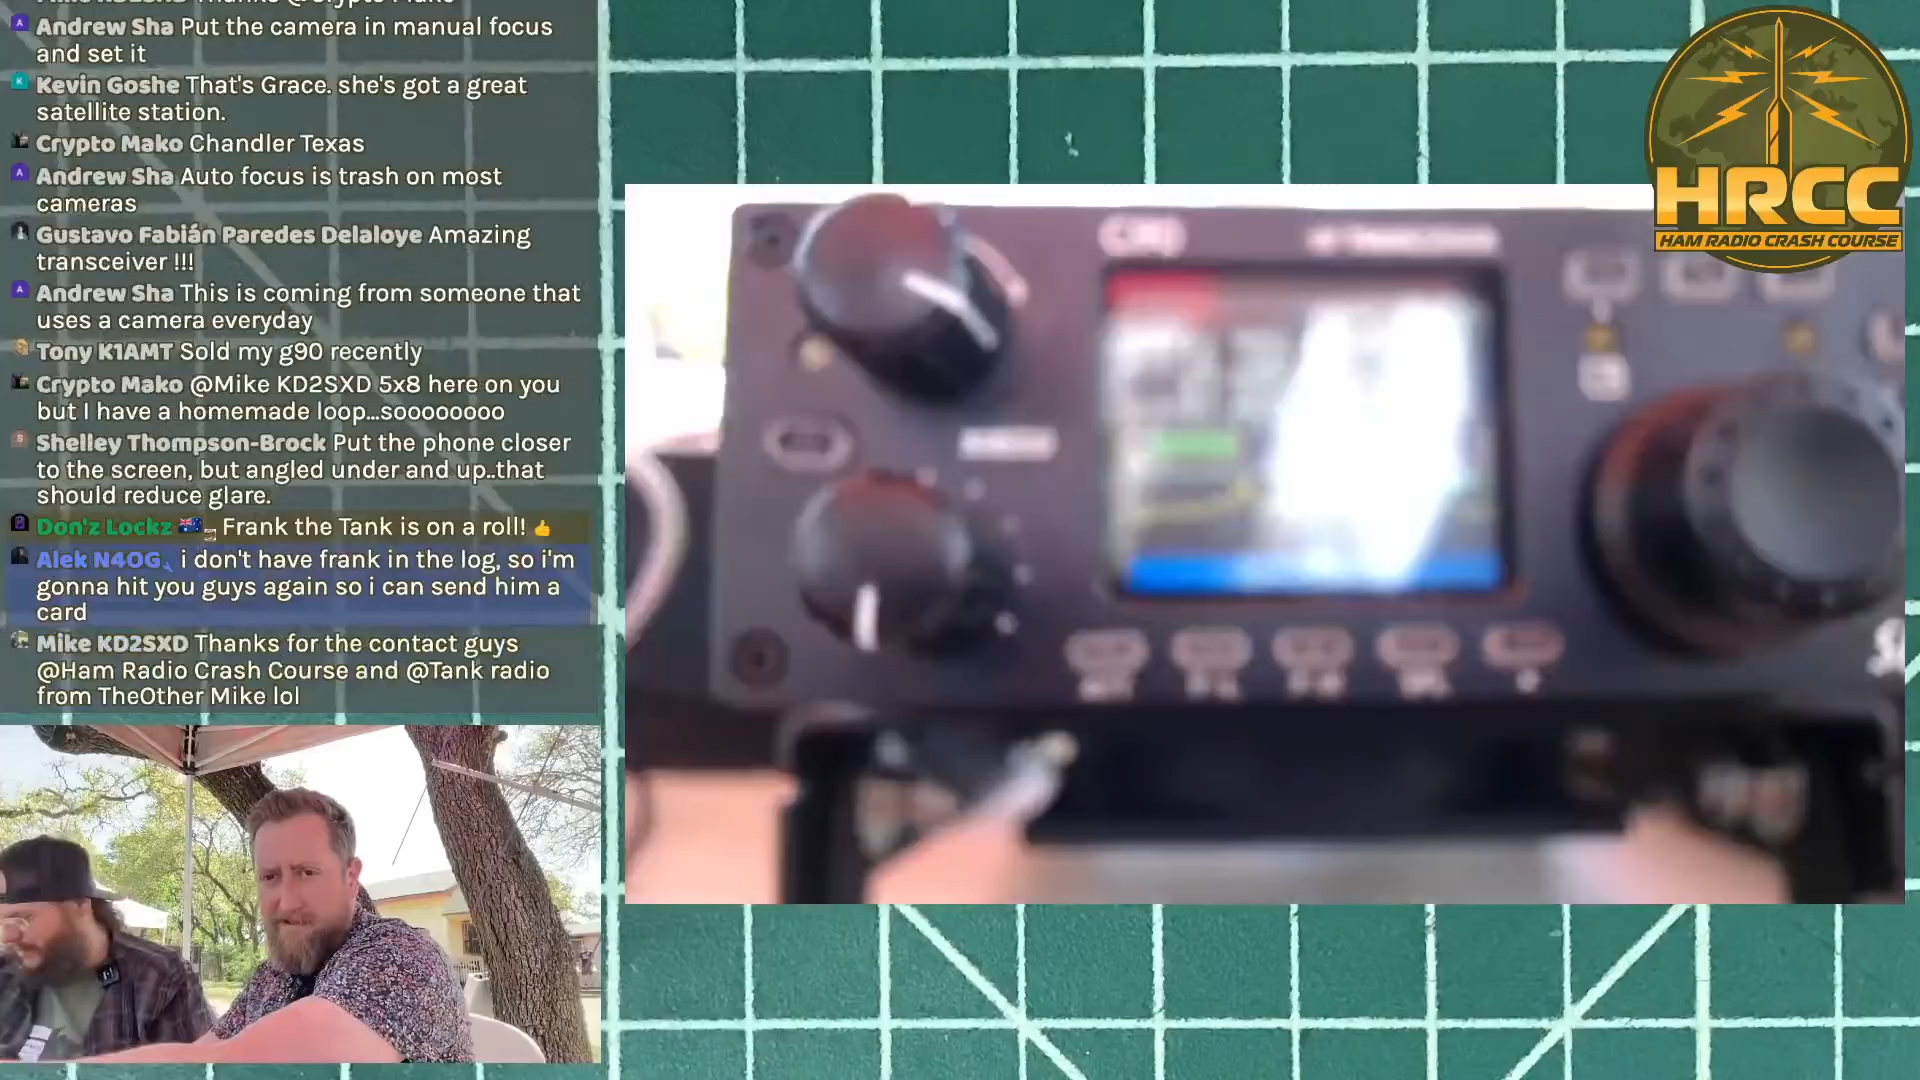 Andrew Sha Put the camera in manual focus
and set it
Kevin Goshe That's Grace. she's got a great
satellite station.
Crypto Mako Chandler Texas
Andrew Sha Auto focus is trash on most
cameras
Gustavo Fabián Paredes Delaloye Amazing
transceiver !!!
Andrew Sha This is coming from someone that
uses a camera everyday
Tony K1AMT Sold my g90 recently
Crypto Mako @Mike KD2SXD 5x8 here on you
but I have a homemade loop...soooooooo
Shelley Thompson-Brock Put the phone closer
to the screen, but angled under and up..that
should reduce glare.
Don'z Lockz Frank the Tank is on a roll!
Alek N4OG i don't have frank in the log, so i'm
gonna hit you guys again so i can send him a
card
Mike KD2SXD Thanks for the contact guys
@Ham Radio Crash Course and @Tank radio
from TheOther Mike lol
HRCC
HAM RADIO CRASH COURSE